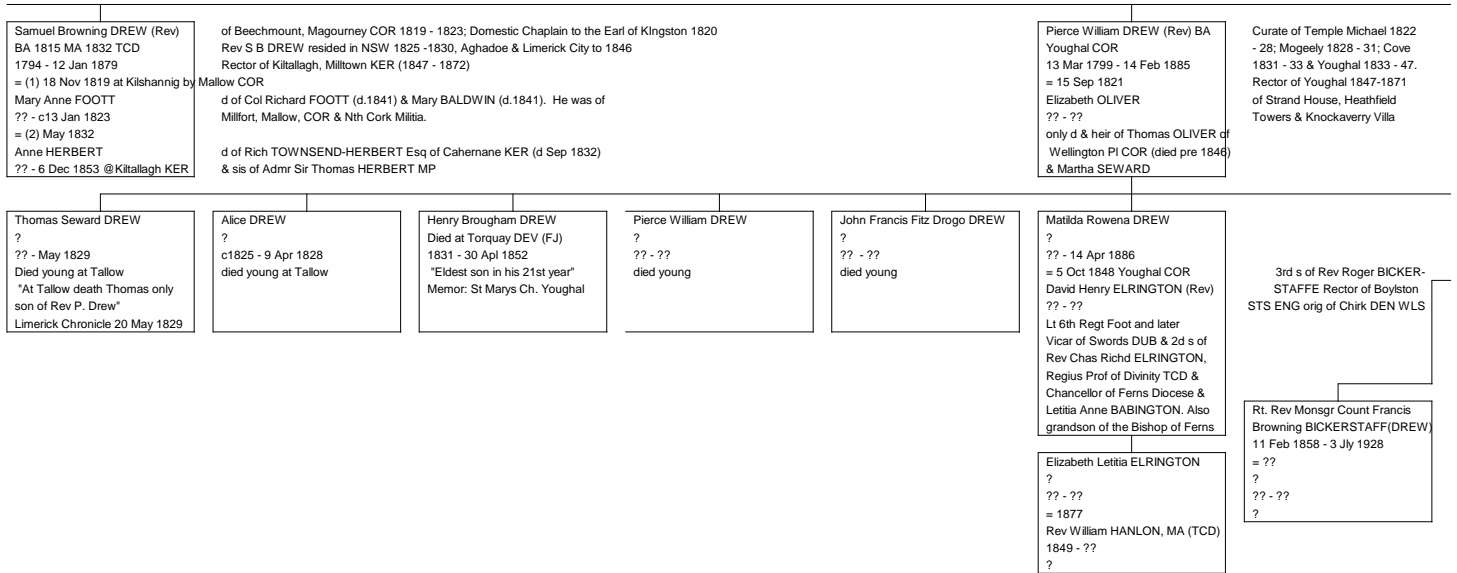 Samuel Browning DREW (Rev)
BA 1815 MA 1832 TCD
1794 - 12 Jan 1879
= (1) 18 Nov 1819 at Kilshannig by Mallow COR
Mary Anne FOOTT
?? - c13 Jan 1823
= (2) May 1832
Anne HERBERT
?? - 6 Dec 1853 @Kiltallagh KER
of Beechmount, Magourney COR 1819 - 1823; Domestic Chaplain to the Earl of KIngston 1820
Rev S B DREW resided in NSW 1825 -1830, Aghadoe & Limerick City to 1846
Rector of Kiltallagh, Milltown KER (1847 - 1872)
d of Col Richard FOOTT (d.1841) & Mary BALDWIN (d.1841). He was of
Millfort, Mallow, COR & Nth Cork Militia.
d of Rich TOWNSEND-HERBERT Esq of Cahernane KER (d Sep 1832)
& sis of Admr Sir Thomas HERBERT MP
Pierce William DREW (Rev) BA
Youghal COR
13 Mar 1799 - 14 Feb 1885
= 15 Sep 1821
Elizabeth OLIVER
?? - ??
only d & heir of Thomas OLIVER of
Wellington Pl COR (died pre 1846)
& Martha SEWARD
Curate of Temple Michael 1822
- 28; Mogeely 1828 - 31; Cove
1831 - 33 & Youghal 1833 - 47.
Rector of Youghal 1847-1871
of Strand House, Heathfield
Towers & Knockaverry Villa
Thomas Seward DREW
?
?? - May 1829
Died young at Tallow
"At Tallow death Thomas only
son of Rev P. Drew"
Limerick Chronicle 20 May 1829
Alice DREW
?
c1825 - 9 Apr 1828
died young at Tallow
Henry Brougham DREW
Died at Torquay DEV (FJ)
1831 - 30 Apl 1852
"Eldest son in his 21st year"
Memor: St Marys Ch. Youghal
Pierce William DREW
?
?? - ??
died young
John Francis Fitz Drogo DREW
?
?? - ??
died young
Matilda Rowena DREW
?
?? - 14 Apr 1886
= 5 Oct 1848 Youghal COR
David Henry ELRINGTON (Rev)
?? - ??
Lt 6th Regt Foot and later
Vicar of Swords DUB & 2d s of
Rev Chas Richd ELRINGTON,
Regius Prof of Divinity TCD &
Chancellor of Ferns Diocese &
Letitia Anne BABINGTON. Also
grandson of the Bishop of Ferns
3rd s of Rev Roger BICKER-
STAFFE Rector of Boylston
STS ENG orig of Chirk DEN WLS
Rt. Rev Monsgr Count Francis
Browning BICKERSTAFF(DREW)
11 Feb 1858 - 3 Jly 1928
= ??
?
?? - ??
?
Elizabeth Letitia ELRINGTON
?
?? - ??
= 1877
Rev William HANLON, MA (TCD)
1849 - ??
?